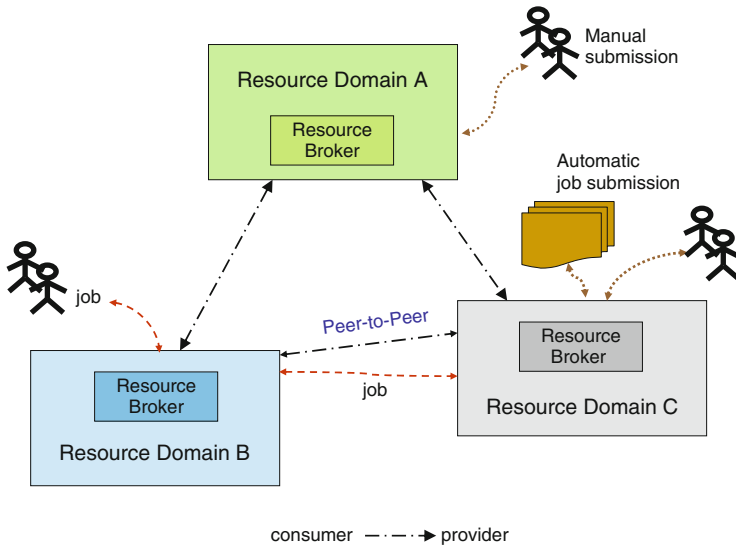 Manual
submission
Resource Domain A
Resource
Broker
Automatic
job submission
job
Peer-to-Peer
Resource
Broker
Resource
Broker
job
Resource Domain C
Resource Domain B
consumer
provider